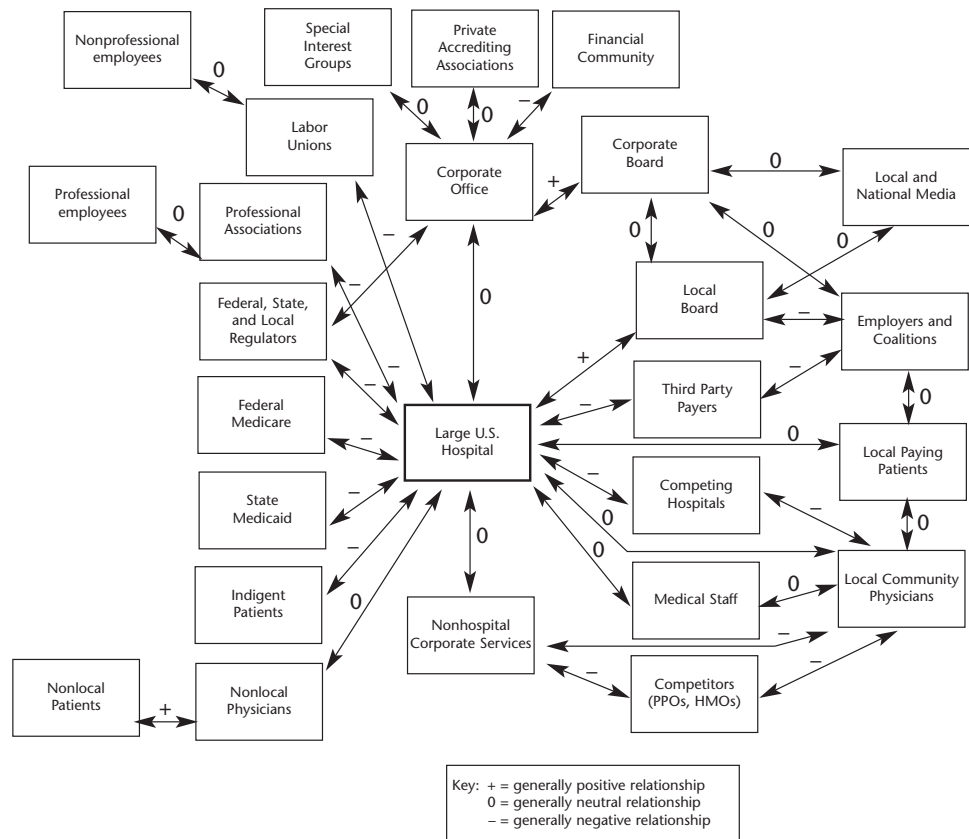 Nonprofessional
employees
Special
Interest
Groups
Private
Accrediting
Associations
Financial
Community
0
0
0
–
Labor
Unions
Corporate
Office
Corporate
Board
Local and
National Media
+
0
Professional
employees
0
Professional
Associations
–
0
0
0
–
Federal, State,
and Local
Regulators
0
Local
Board
–
Employers and
Coalitions
+
–
–
–
Third Party
Payers
–
Federal
Medicare
–
Large U.S.
Hospital
0
0
Local Paying
Patients
State
Medicaid
–
–
Competing
Hospitals
–
0
0
0
Indigent
Patients
–
0
0
Medical Staff
0
Local Community
Physicians
Nonhospital
Corporate Services
–
–
–
Nonlocal
Patients
+
Nonlocal
Physicians
Competitors
(PPOs, HMOs)
Key: + = generally positive relationship
0 = generally neutral relationship
– = generally negative relationship